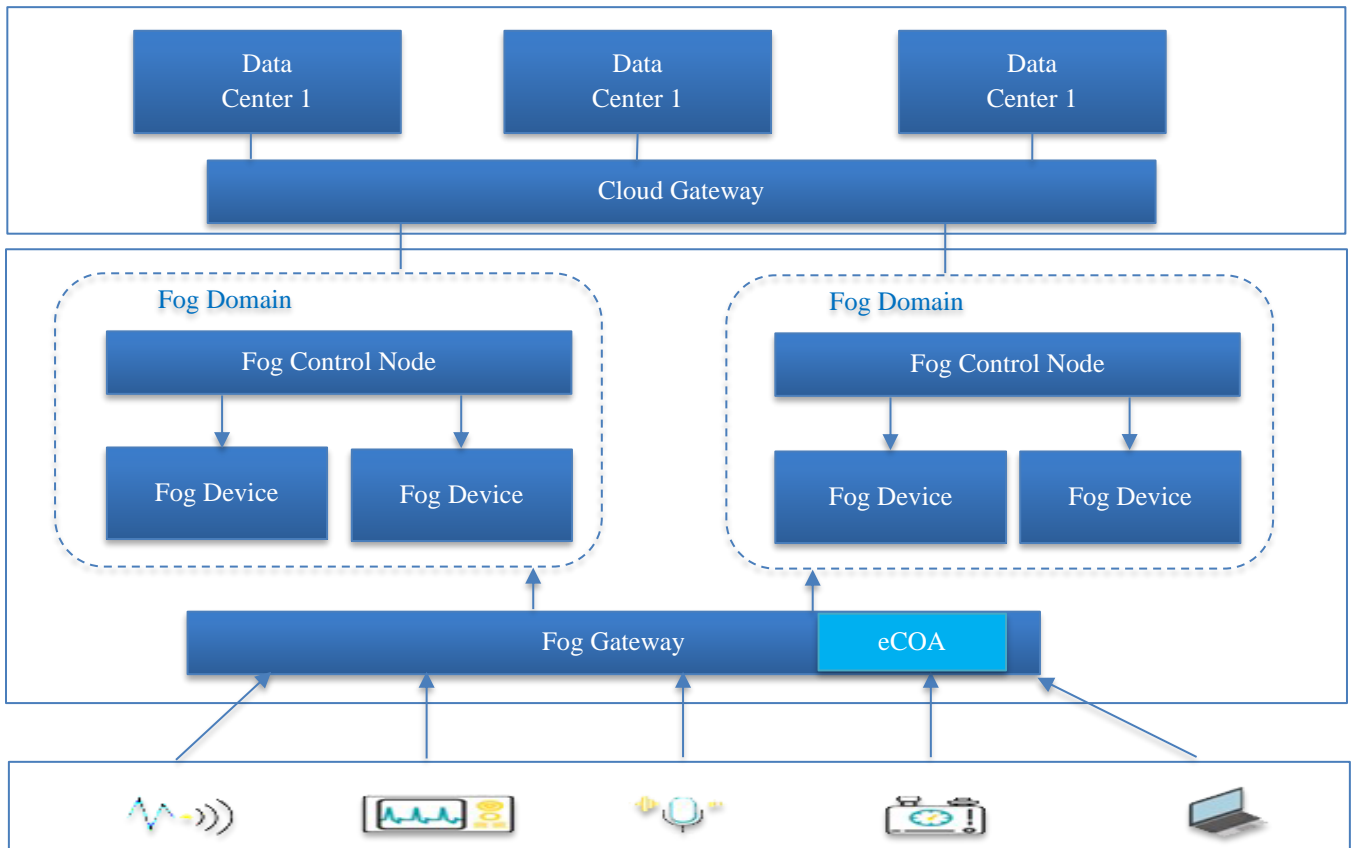 Data
Center 1
Data
Center 1
Data
Center 1
Cloud Gateway
Fog Domain
Fog Control Node
Fog Device
Fog Device
Fog Domain
Fog Control Node
Fog Device
Fog Device
Fog Gateway
eCOA